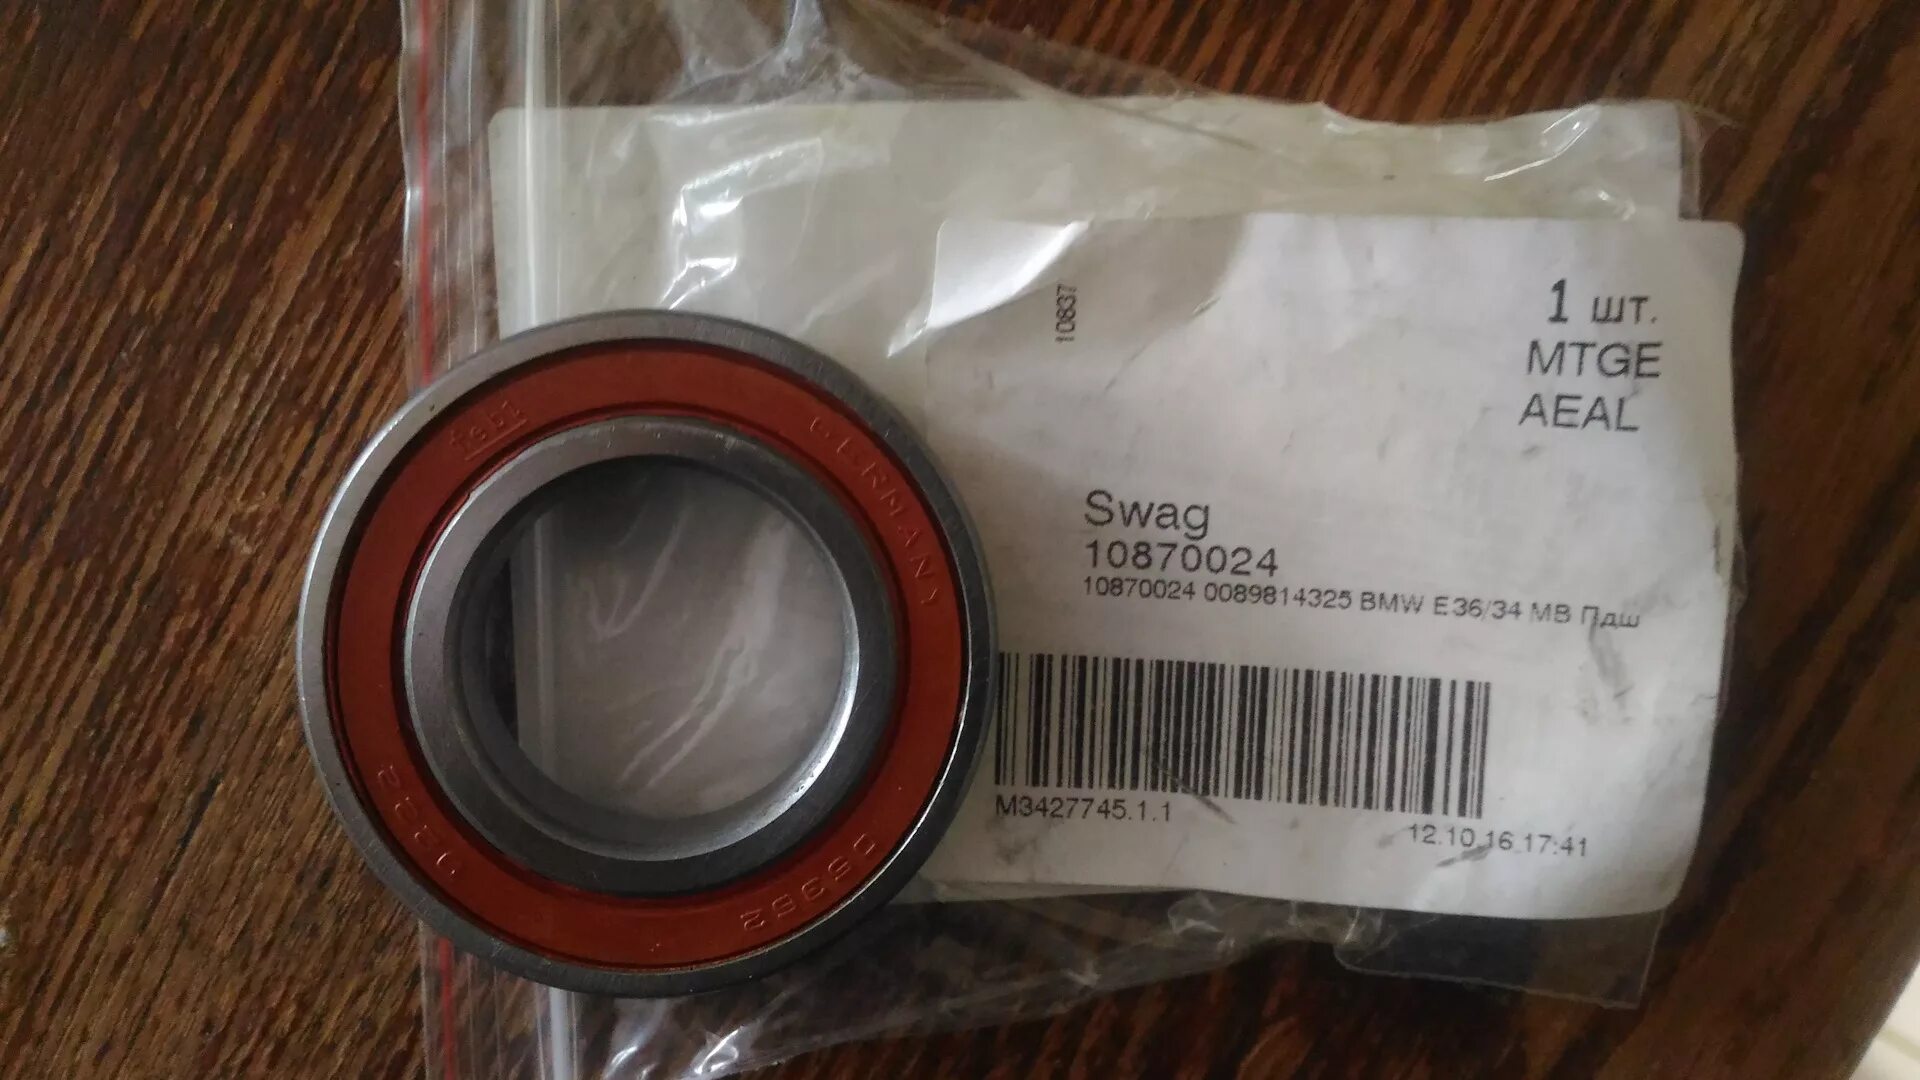 10837
1 шт.
MTGE
AEAL
Swag
10870024
10870024 0089814325 BMW E36/34 MB Пдш
M3427745.1.1
12.10.16 17:41
febi
GERMANY